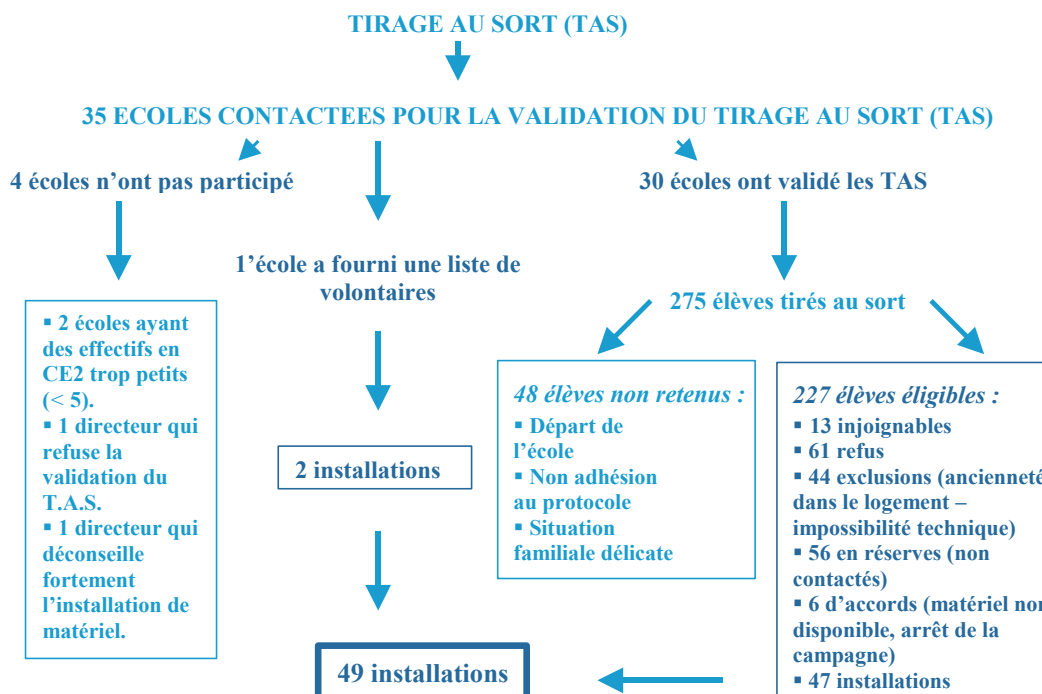 TIRAGE AU SORT (TAS)
35 ECOLES CONTACTEES POUR LA VALIDATION DU TIRAGE AU SORT (TAS)
4 écoles n'ont pas participé
30 écoles ont validé les TAS
1'école a fourni une liste de
volontaires
275 élèves tirés au sort
▪ 2 écoles ayant
des effectifs en
CE2 trop petits
(< 5).
▪ 1 directeur qui
refuse la
validation du
T.A.S.
▪ 1 directeur qui
déconseille
fortement
l'installation de
matériel.
2 installations
48 élèves non retenus :
▪ Départ de
l'école
▪ Non adhésion
au protocole
▪ Situation
familiale délicate
227 élèves éligibles :
▪ 13 injoignables
▪ 61 refus
▪ 44 exclusions (ancienneté
dans le logement –
impossibilité technique)
▪ 56 en réserves (non
contactés)
▪ 6 d'accords (matériel non
disponible, arrêt de la
campagne)
▪ 47 installations
49 installations